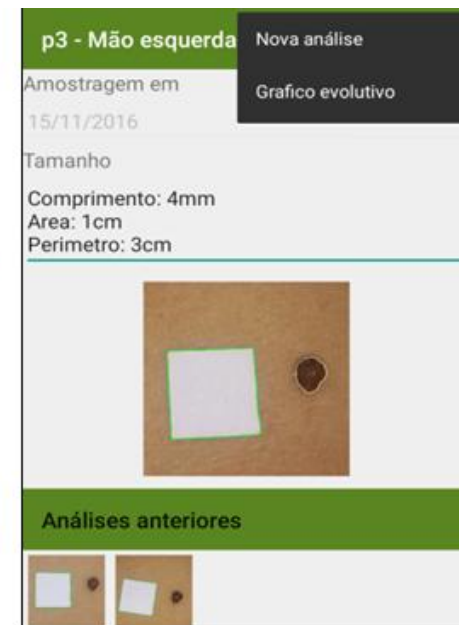 p3 - Mão esquerda
Nova análise
Grafico evolutivo
Amostragem em
15/11/2016
Tamanho
Comprimento: 4mm
Area: 1cm
Perimetro: 3cm
Análises anteriores